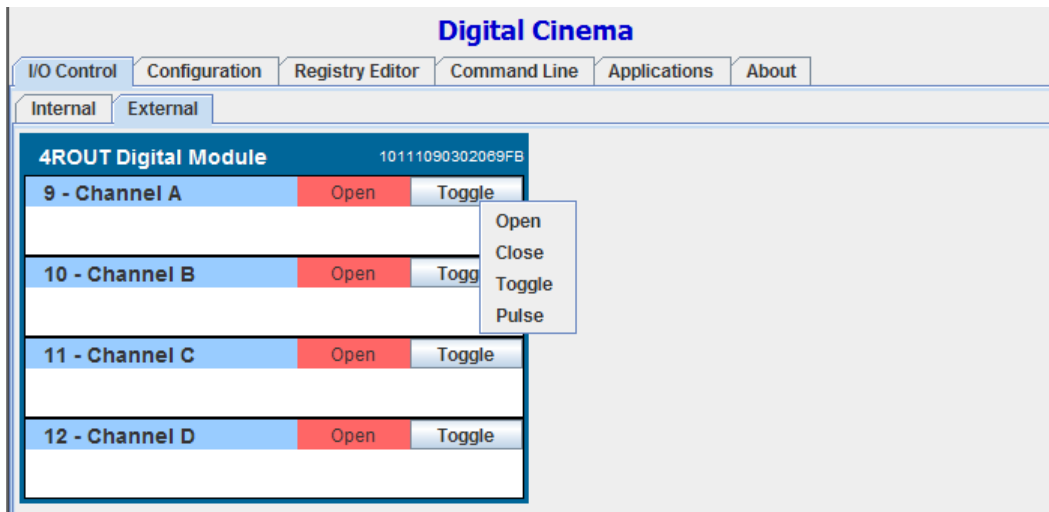 Digital Cinema
I/O Control Configuration Registry Editor Command Line Applications About
Internal External
4ROUT Digital Module 10111090302069FB
9 - Channel A Open Toggle
Open
Close
10 - Channel B Open Togg
Toggle
Pulse
11 - Channel C Open Toggle
12 - Channel D Open Toggle